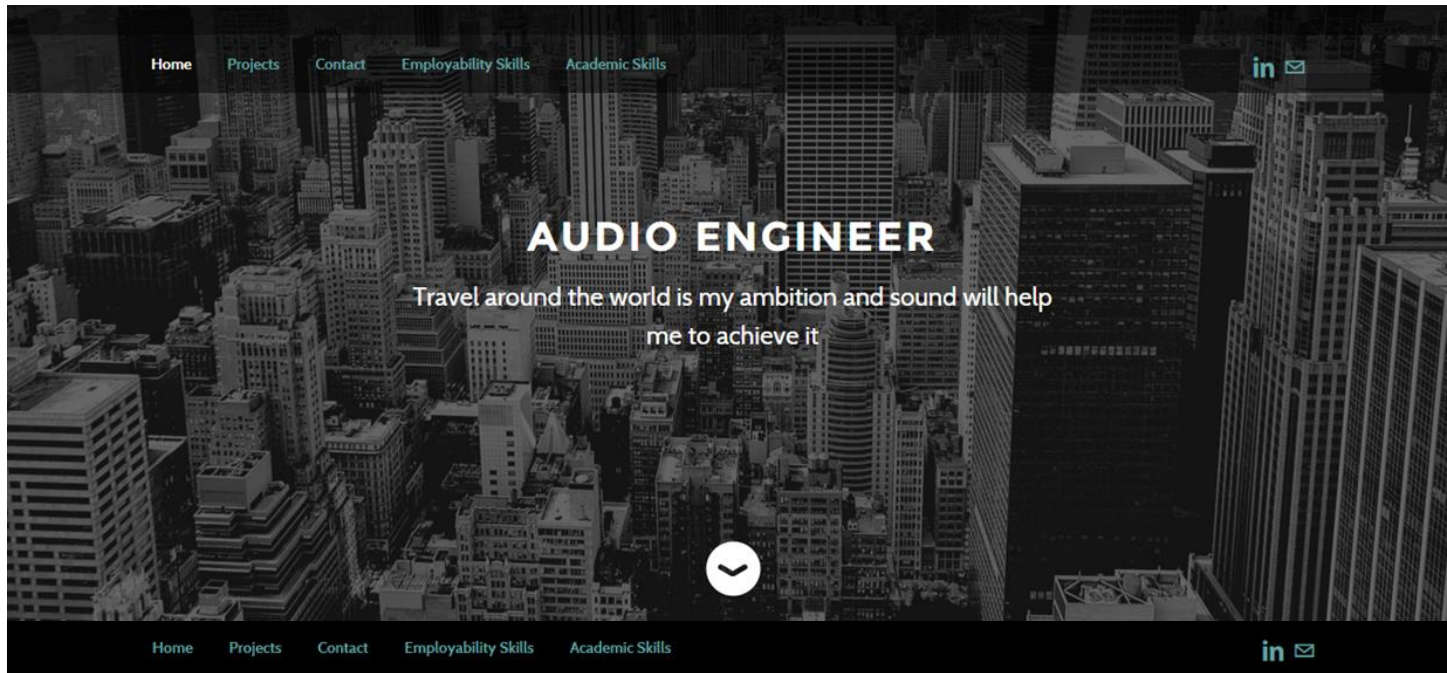 Home Projects Contact Employability Skills Academic Skills in
AUDIO ENGINEER
Travel around the world is my ambition and sound will help
me to achieve it
Home Projects Contact Employability Skills Academic Skills in